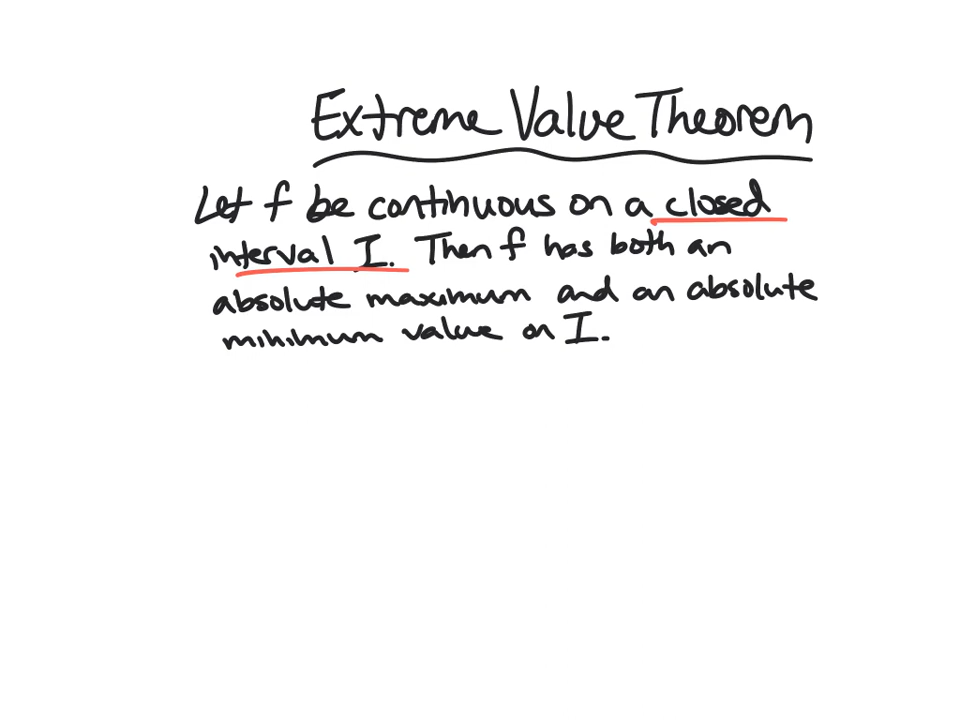 Extreme Value Theorem
Let f be continuous on a closed
interval I. Then f has both an
absolute maximum and an absolute
minimum value on I.